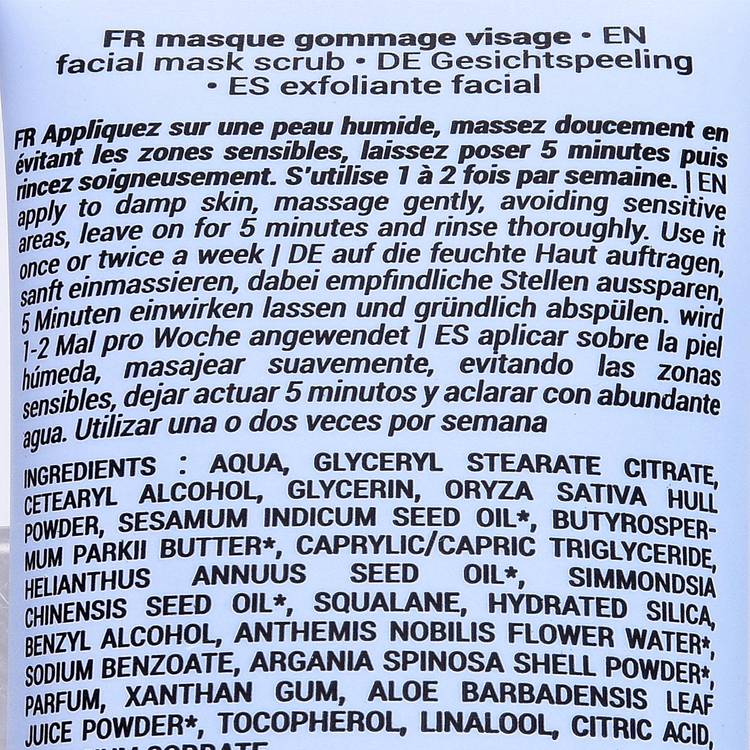 FR masque gommage visage • EN
facial mask scrub • DE Gesichtspeeling
• ES exfoliante facial
FR Appliquez sur une peau humide, massez doucement en
évitant les zones sensibles, laissez poser 5 minutes puis
rincez soigneusement. S'utilise 1 à 2 fois par semaine. | EN
apply to damp skin, massage gently, avoiding sensitive
areas, leave on for 5 minutes and rinse thoroughly. Use it
once or twice a week | DE auf die feuchte Haut auftragen,
sanft einmassieren, dabei empfindliche Stellen aussparen,
5 Minuten einwirken lassen und gründlich abspülen. wird
1-2 Mal pro Woche angewendet | ES aplicar sobre la piel
húmeda, masajear suavemente, evitando las zonas
sensibles, dejar actuar 5 minutos y aclarar con abundante
agua. Utilizar una o dos veces por semana
INGREDIENTS : AQUA, GLYCERYL STEARATE CITRATE,
CETEARYL ALCOHOL, GLYCERIN, ORYZA SATIVA HULL
POWDER, SESAMUM INDICUM SEED OIL*, BUTYROSPER-
MUM PARKII BUTTER*, CAPRYLIC/CAPRIC TRIGLYCERIDE,
HELIANTHUS ANNUUS SEED OIL*, SIMMONDSIA
CHINENSIS SEED OIL*, SQUALANE, HYDRATED SILICA,
BENZYL ALCOHOL, ANTHEMIS NOBILIS FLOWER WATER*,
SODIUM BENZOATE, ARGANIA SPINOSA SHELL POWDER*,
PARFUM, XANTHAN GUM, ALOE BARBADENSIS LEAF
JUICE POWDER*, TOCOPHEROL, LINALOOL, CITRIC ACID,